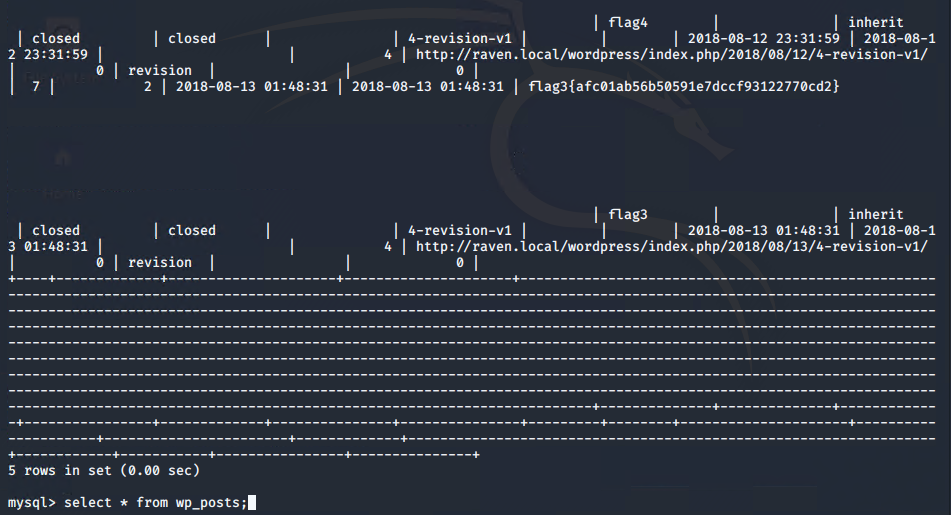 | flag4 | | inherit
| closed | closed | | 4-revision-v1 | | | 2018-08-12 23:31:59 | 2018-08-1
2 23:31:59 | | 4 | http://raven.local/wordpress/index.php/2018/08/12/4-revision-v1/
| 0 | revision | | 0 |
| 7 | 2 | 2018-08-13 01:48:31 | 2018-08-13 01:48:31 | flag3{afc01ab56b50591e7dccf93122770cd2}
| flag3 | | inherit
| closed | closed | | 4-revision-v1 | | | 2018-08-13 01:48:31 | 2018-08-1
3 01:48:31 | | 4 | http://raven.local/wordpress/index.php/2018/08/13/4-revision-v1/
| 0 | revision | | 0 |
5 rows in set (0.00 sec)
mysql> select * from wp_posts;